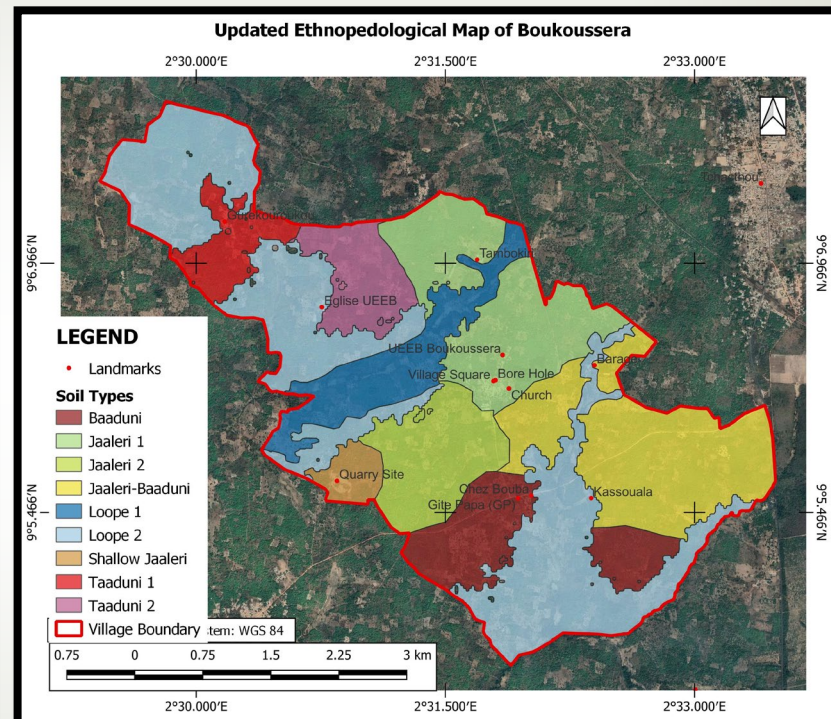 Updated Ethnopedological Map of Boukoussera
2°30.000'E 2°31.500'E 2°33.000'E
9°6.966'N 9°6.966'N
Gurekouroukou
Tambokiri
Eglise UEEB
UEEB Boukoussera
Village Square Bore Hole
Church
Quarry Site
Chez Bouba
Kassouala
Gite Papa (GP)
9°5.466'N 9°5.466'N
LEGEND
Landmarks
Soil Types
Baaduni
Jaaleri 1
Jaaleri 2
Jaaleri-Baaduni
Loope 1
Loope 2
Shallow Jaaleri
Taaduni 1
Taaduni 2
Village Boundary stem: WGS 84
0.75 0 0.75 1.5 2.25 3 km
2°30.000'E 2°31.500'E 2°33.000'E